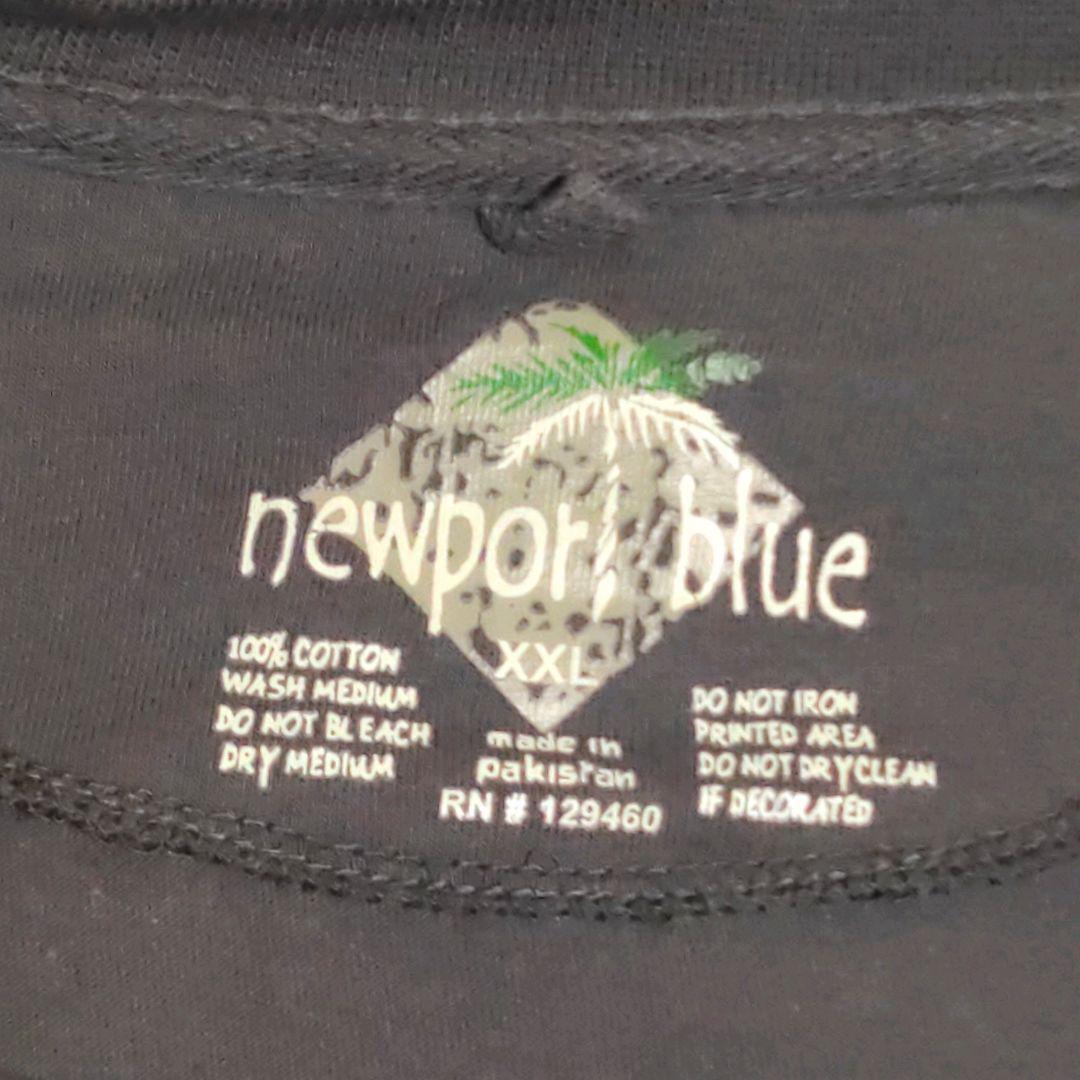 newport blue
XXL
100% COTTON
WASH MEDIUM
DO NOT BLEACH
DRY MEDIUM
made in
pakistan
RN # 129460
DO NOT IRON
PRINTED AREA
DO NOT DRYCLEAN
IF DECORATED